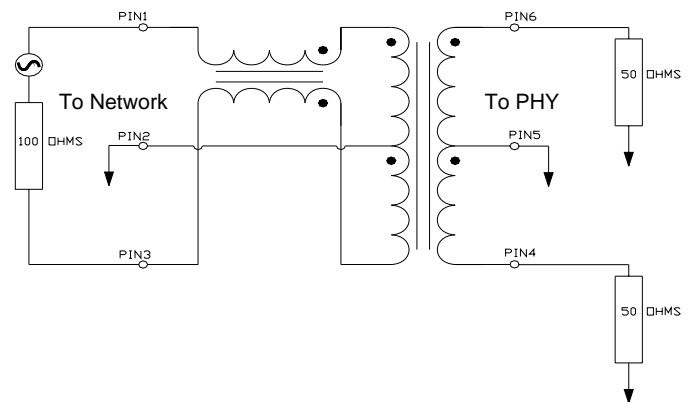 PIN1
PIN6
50 OHMS
To Network
To PHY
100 OHMS
PIN2
PIN5
PIN3
PIN4
50 OHMS